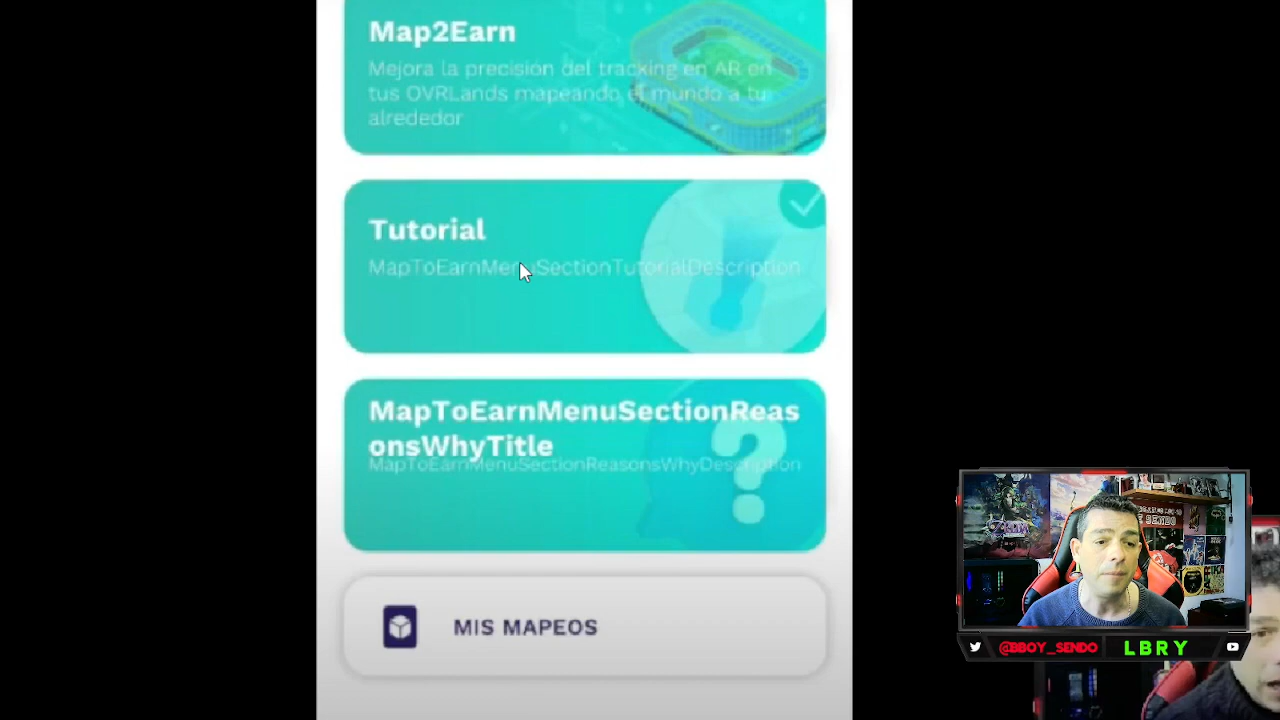 Map2Earn
Mejora la precisión del tracking en AR en
tus OVRLands mapeando el mundo a tu
alrededor
Tutorial
MapToEarnMenuSectionTutorialDescription
MapToEarnMenuSectionReas
onsWhyTitle
MapToEarnMenuSectionReasonsWhyDescription
MIS MAPEOS
SENDO
@BBOY_SENDO
LBRY